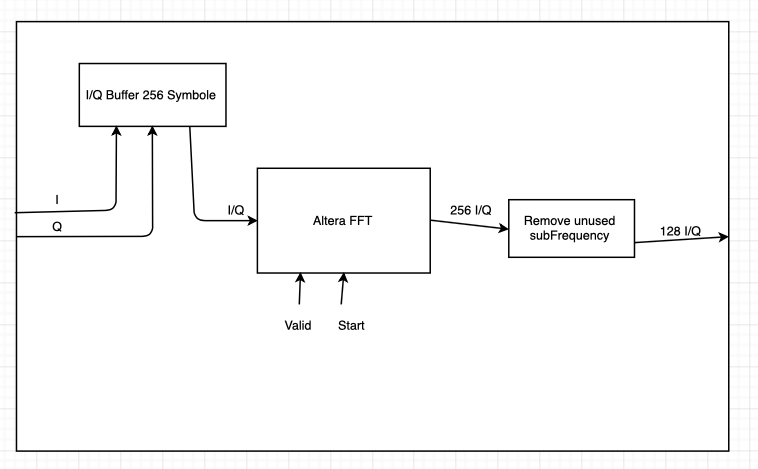 I/Q Buffer 256 Symbole
I
Q
I/Q
Altera FFT
256 I/Q
Remove unused
subFrequency
128 I/Q
Valid
Start